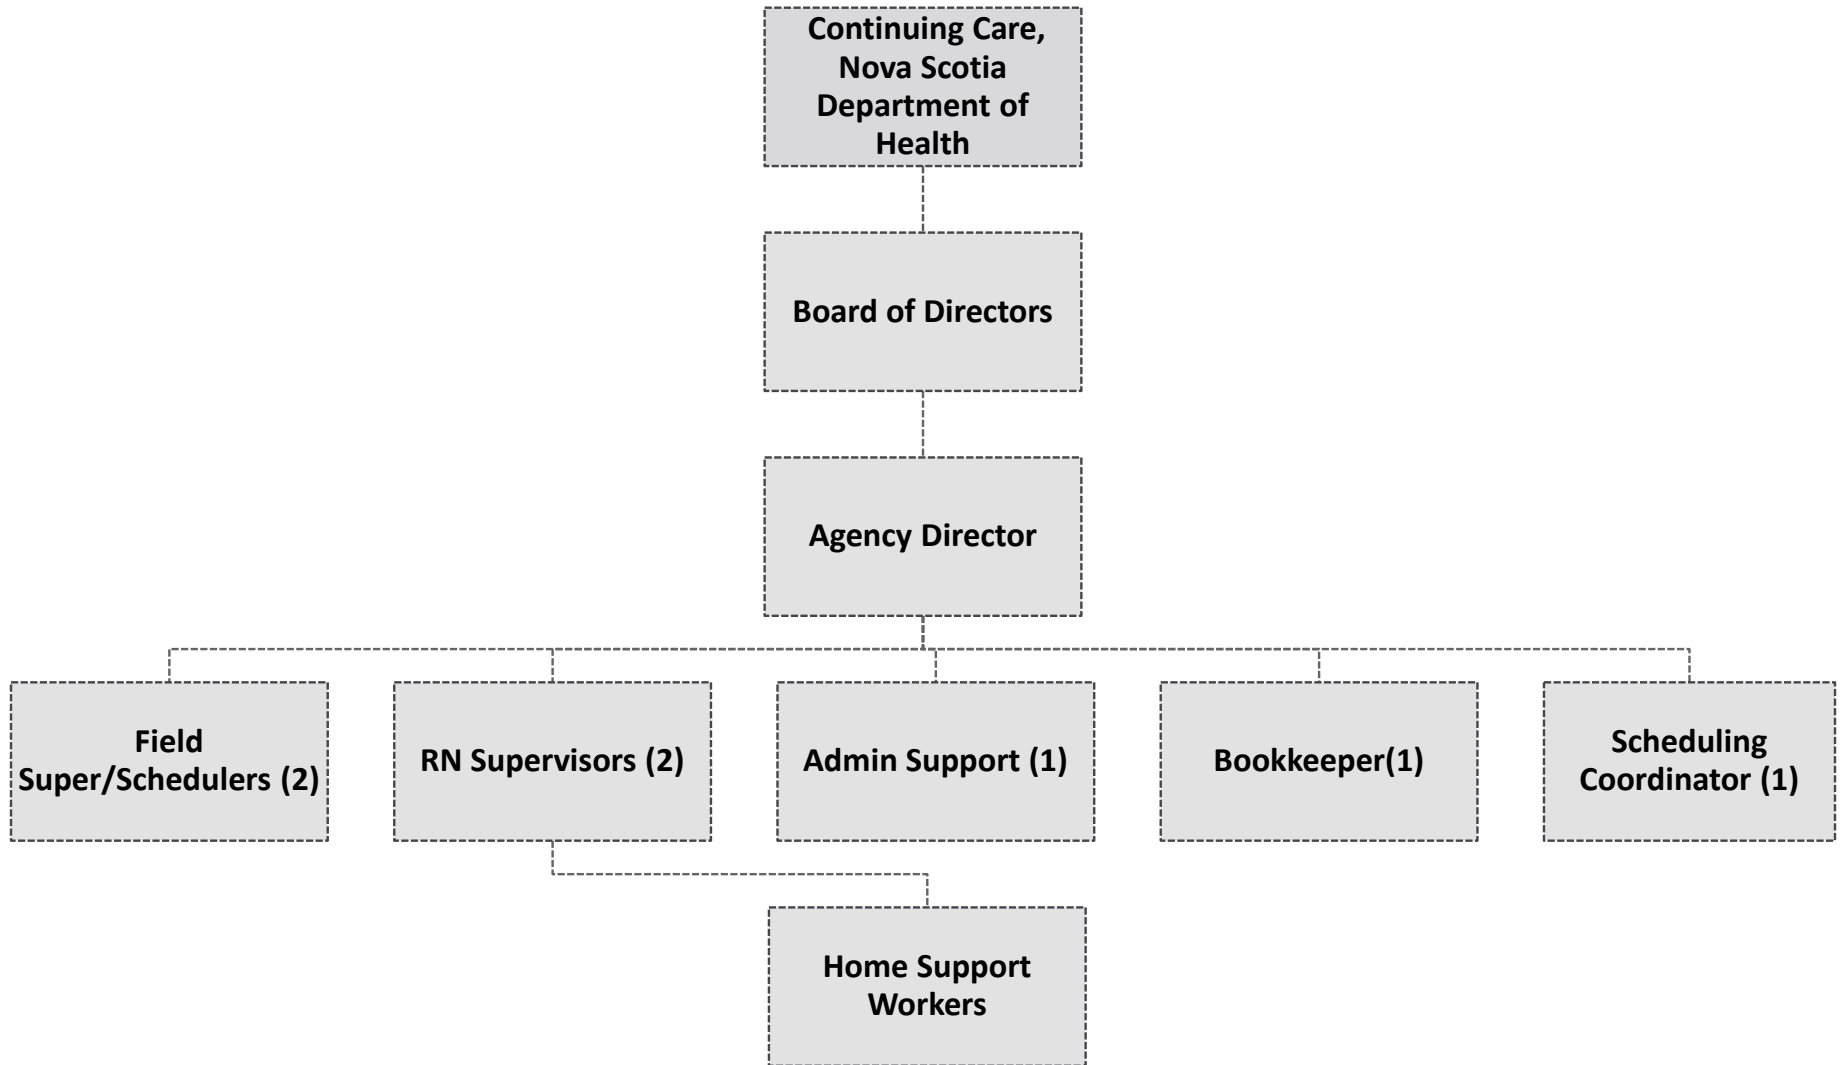 Continuing Care,
Nova Scotia
Department of
Health
Board of Directors
Agency Director
Field
Super/Schedulers (2)
RN Supervisors (2)
Admin Support (1)
Bookkeeper(1)
Scheduling
Coordinator (1)
Home Support
Workers